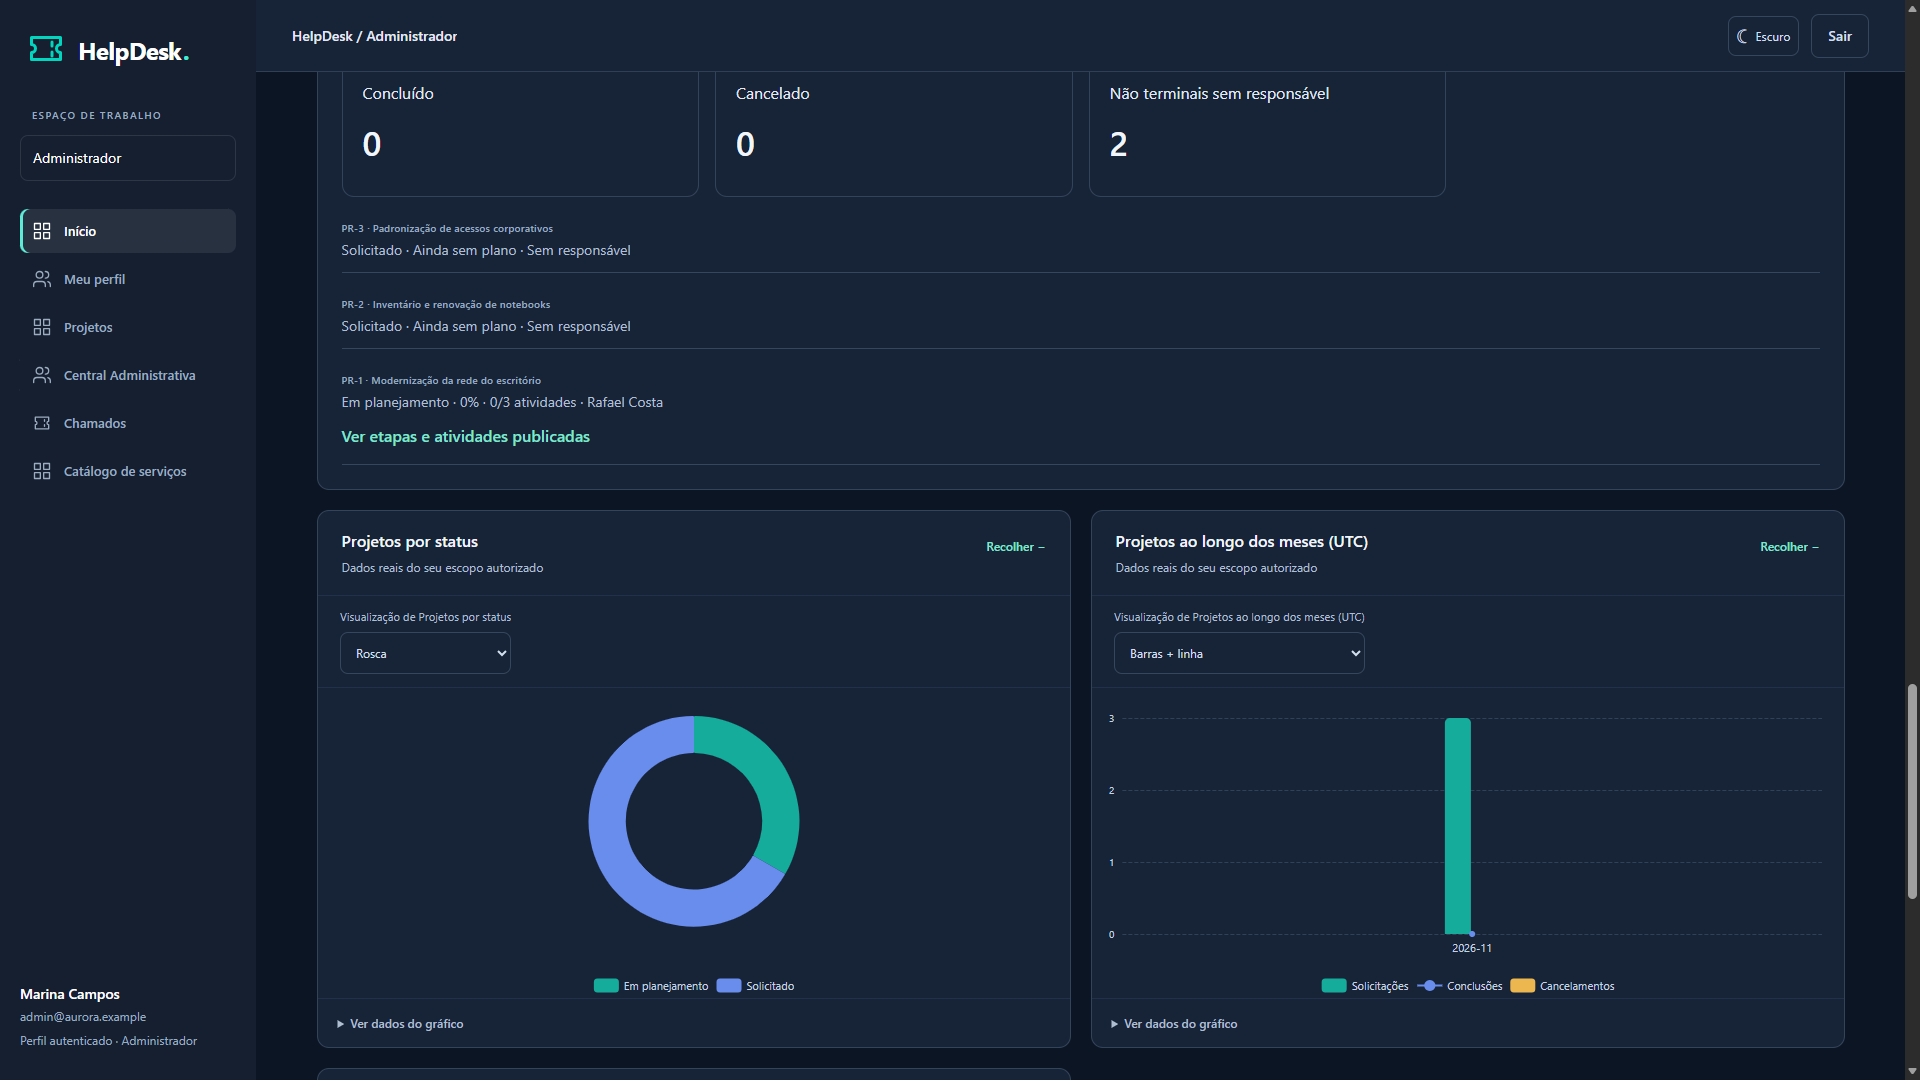 HelpDesk.
ESPAÇO DE TRABALHO
Administrador
Início
Meu perfil
Projetos
Central Administrativa
Chamados
Catálogo de serviços
Marina Campos
admin@aurora.example
Perfil autenticado · Administrador
HelpDesk / Administrador
Escuro
Sair
Concluído
0
Cancelado
0
Não terminais sem responsável
2
PR-3 · Padronização de acessos corporativos
Solicitado · Ainda sem plano · Sem responsável
PR-2 · Inventário e renovação de notebooks
Solicitado · Ainda sem plano · Sem responsável
PR-1 · Modernização da rede do escritório
Em planejamento · 0% · 0/3 atividades · Rafael Costa
Ver etapas e atividades publicadas
Projetos por status
Recolher −
Dados reais do seu escopo autorizado
Visualização de Projetos por status
Rosca
Em planejamento
Solicitado
Ver dados do gráfico
Projetos ao longo dos meses (UTC)
Recolher −
Dados reais do seu escopo autorizado
Visualização de Projetos ao longo dos meses (UTC)
Barras + linha
3
2
1
0
2026-11
Solicitações
Conclusões
Cancelamentos
Ver dados do gráfico